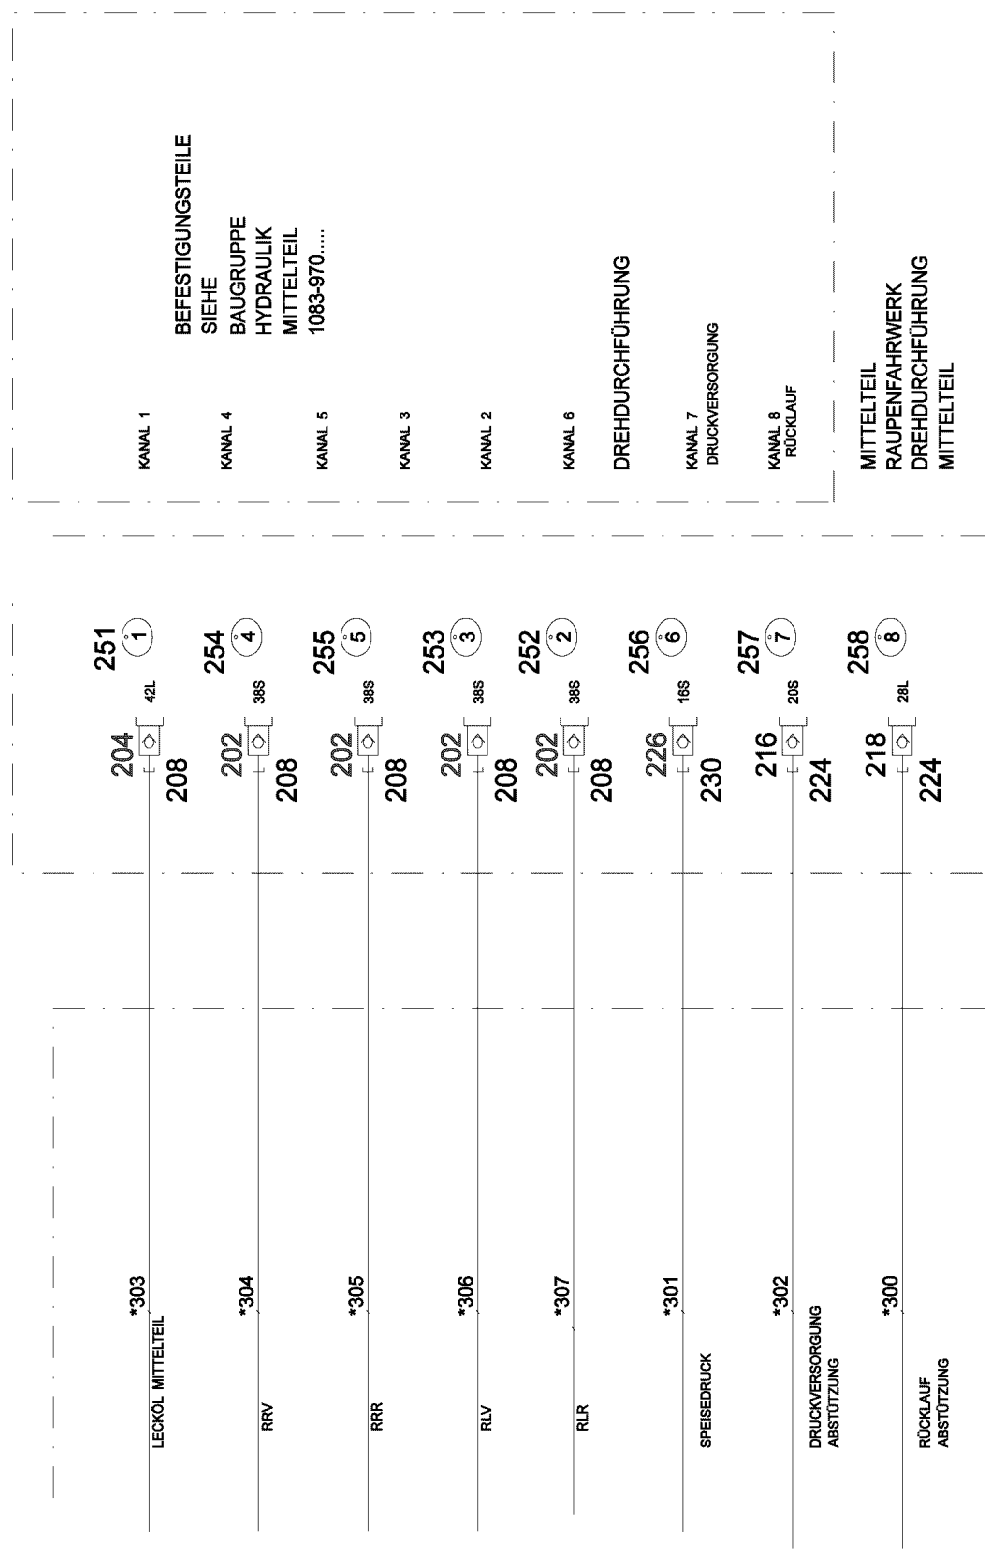 BEFESTIGUNGSTEILE
SIEHE
BAUGRUPPE
HYDRAULIK
MITTELTEIL
1083-970.....
KANAL 1
KANAL 4
KANAL 5
KANAL 3
KANAL 2
KANAL 6
DREHDURCHFÜHRUNG
KANAL 7
DRUCKVERSORGUNG
KANAL 8
RÜCKLAUF
MITTELTEIL
RAUPENFAHRWERK
DREHDURCHFÜHRUNG
MITTELTEIL
251
1
42L
204
208
254
4
38S
202
208
255
5
38S
202
208
253
3
38S
202
208
252
2
38S
202
208
256
6
16S
226
230
257
7
20S
216
224
258
8
28L
218
224
*303
LECKÖL MITTELTEIL
*304
RRV
*305
RRR
*306
RLV
*307
RLR
*301
SPEISEDRUCK
*302
DRUCKVERSORGUNG
ABSTÜTZUNG
*300
RÜCKLAUF
ABSTÜTZUNG